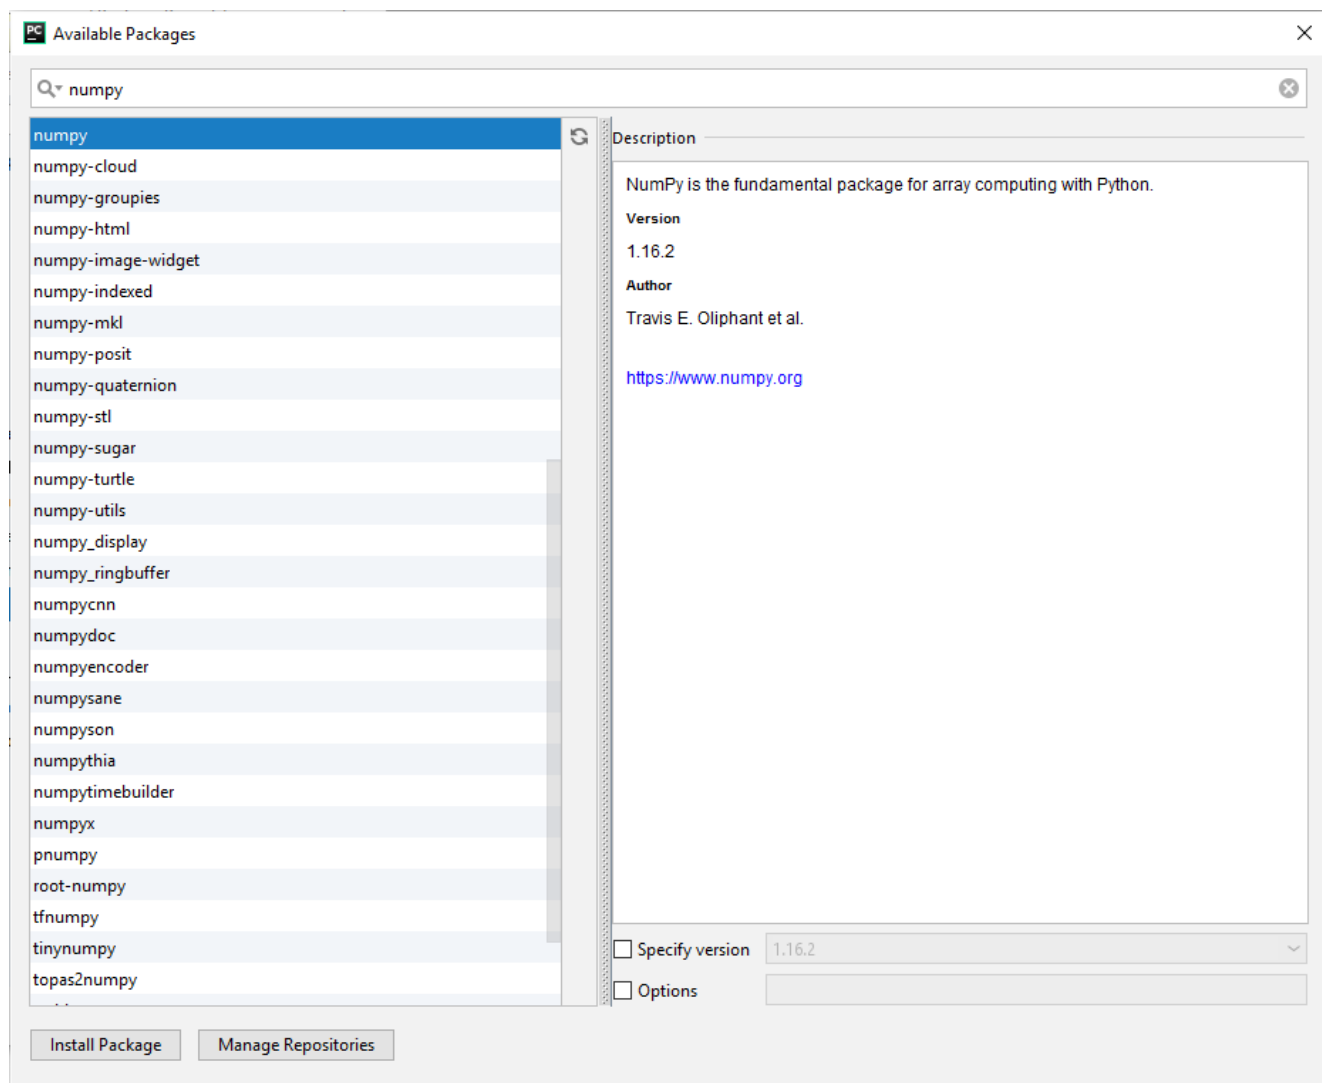 PC Available Packages
numpy
numpy
numpy-cloud
numpy-groupies
numpy-html
numpy-image-widget
numpy-indexed
numpy-mkl
numpy-posit
numpy-quaternion
numpy-stl
numpy-sugar
numpy-turtle
numpy-utils
numpy_display
numpy_ringbuffer
numpycnn
numpydoc
numpyencoder
numpysane
numpyson
numpythia
numpytimebuilder
numpyx
pnumpy
root-numpy
tfnumpy
tinynumpy
topas2numpy
Description
NumPy is the fundamental package for array computing with Python.
Version
1.16.2
Author
Travis E. Oliphant et al.
https://www.numpy.org
Specify version 1.16.2
Options
Install Package Manage Repositories